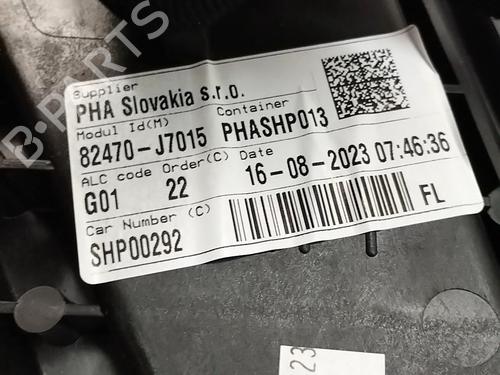 B-PARTS
Supplier
PHA Slovakia s.r.o.
Modul Id(M) Container
82470-J7015 PHASHP013
ALC code Order(C) Date
G01 22 16-08-2023 07:46:36
Car Number (C)
SHP00292 FL
23